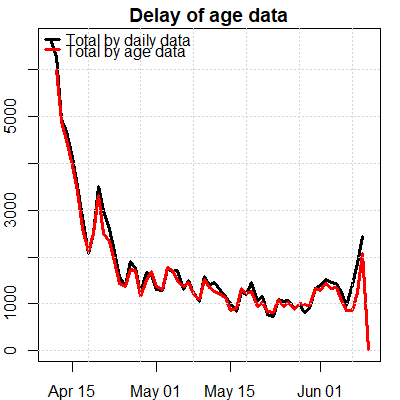 Delay of age data
Total by daily data
Total by age data
5000
3000
1000
0
Apr 15 May 01 May 15 Jun 01